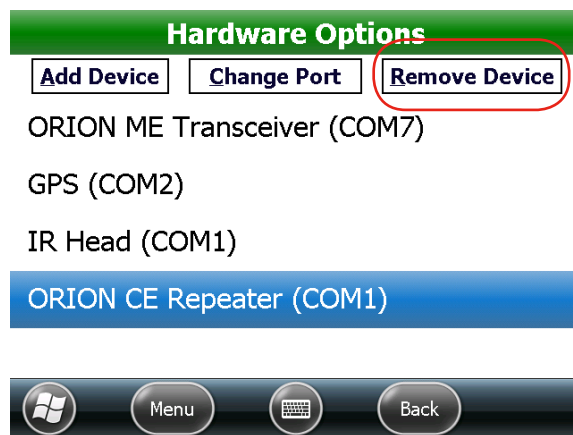 Hardware Options
Add Device Change Port Remove Device
ORION ME Transceiver (COM7)
GPS (COM2)
IR Head (COM1)
ORION CE Repeater (COM1)
Menu Back